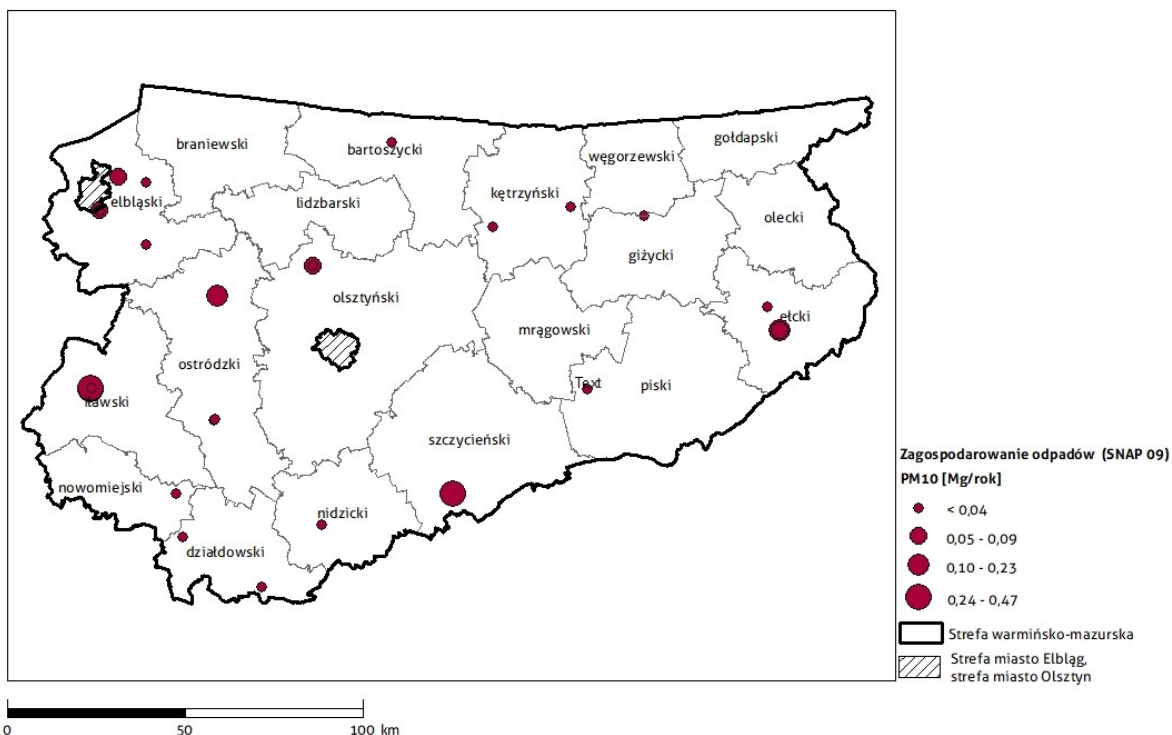 gołdapski
braniewski
bartoszycki
węgorzewski
kętrzyński
elbląski
lidzbarski
olecki
giżycki
olsztyński
ełcki
mrągowski
ostródzki
Text
piski
iławski
szczycieński
nowomiejski
nidzicki
działdowski
Zagospodarowanie odpadów (SNAP 09)
PM10 [Mg/rok]
< 0,04
0,05 - 0,09
0,10 - 0,23
0,24 - 0,47
Strefa warmińsko-mazurska
Strefa miasto Elbląg,
strefa miasto Olsztyn
0 50 100 km